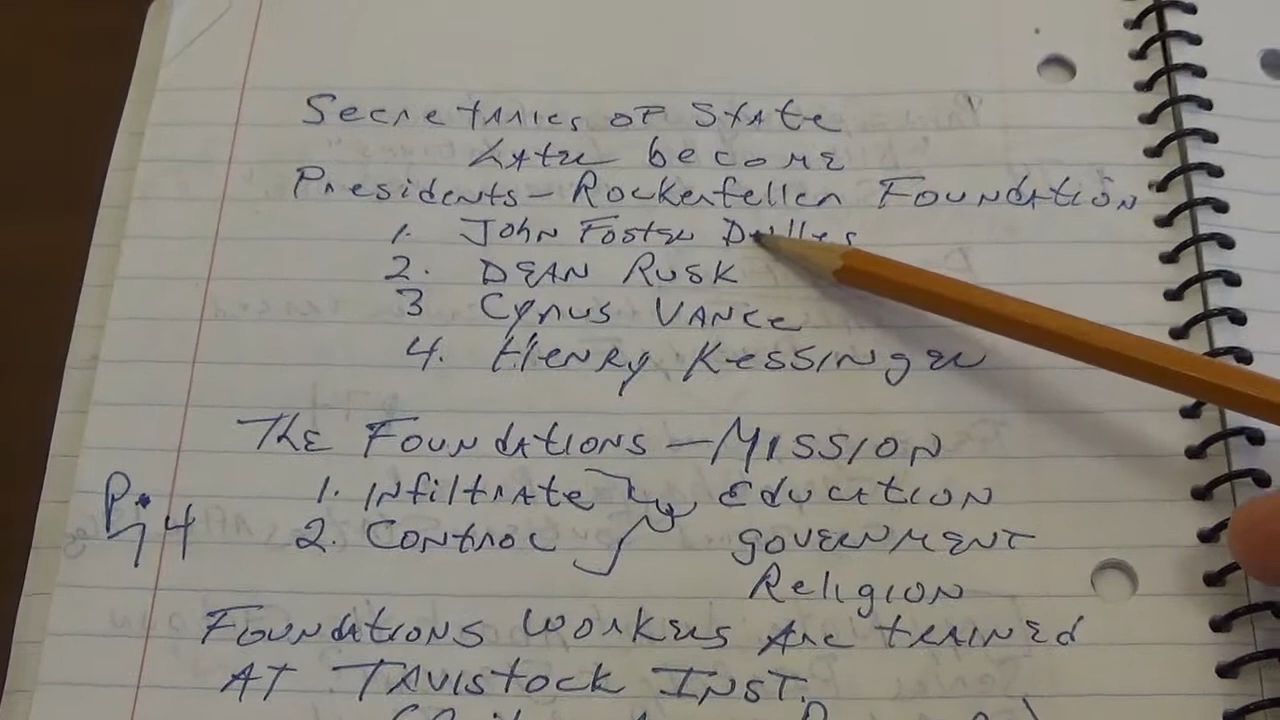 Secretaries of State
Later become
Presidents - Rockerfeller Foundation
1. John Foster Dulles
2. DEAN RUSK
3 Cyrus VANCE
4. Henry Kessinger
The Foundations - Mission
1. Infiltrate Education
Pg 4 2. Control government
Religion
Foundations workers are trained
AT TAVISTOCK INST.